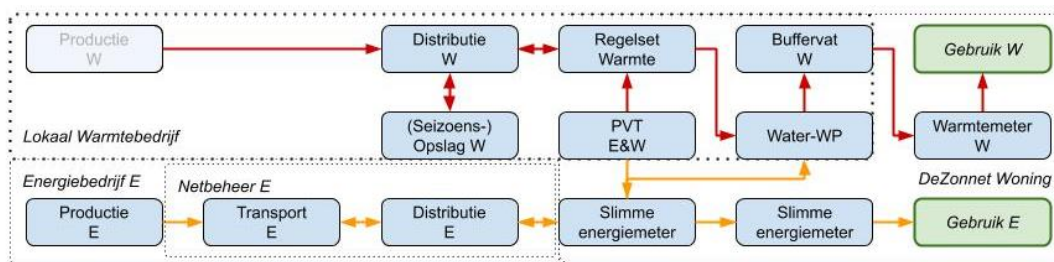 Productie
W
Distributie
W
Regelset
Warmte
Buffervat
W
Gebruik W
Lokaal Warmtebedrijf
(Seizoens-)
Opslag W
PVT
E&W
Water-WP
Warmtemeter
W
Energiebedrijf E
Netbeheer E
DeZonnet Woning
Productie
E
Transport
E
Distributie
E
Slimme
energiemeter
Slimme
energiemeter
Gebruik E